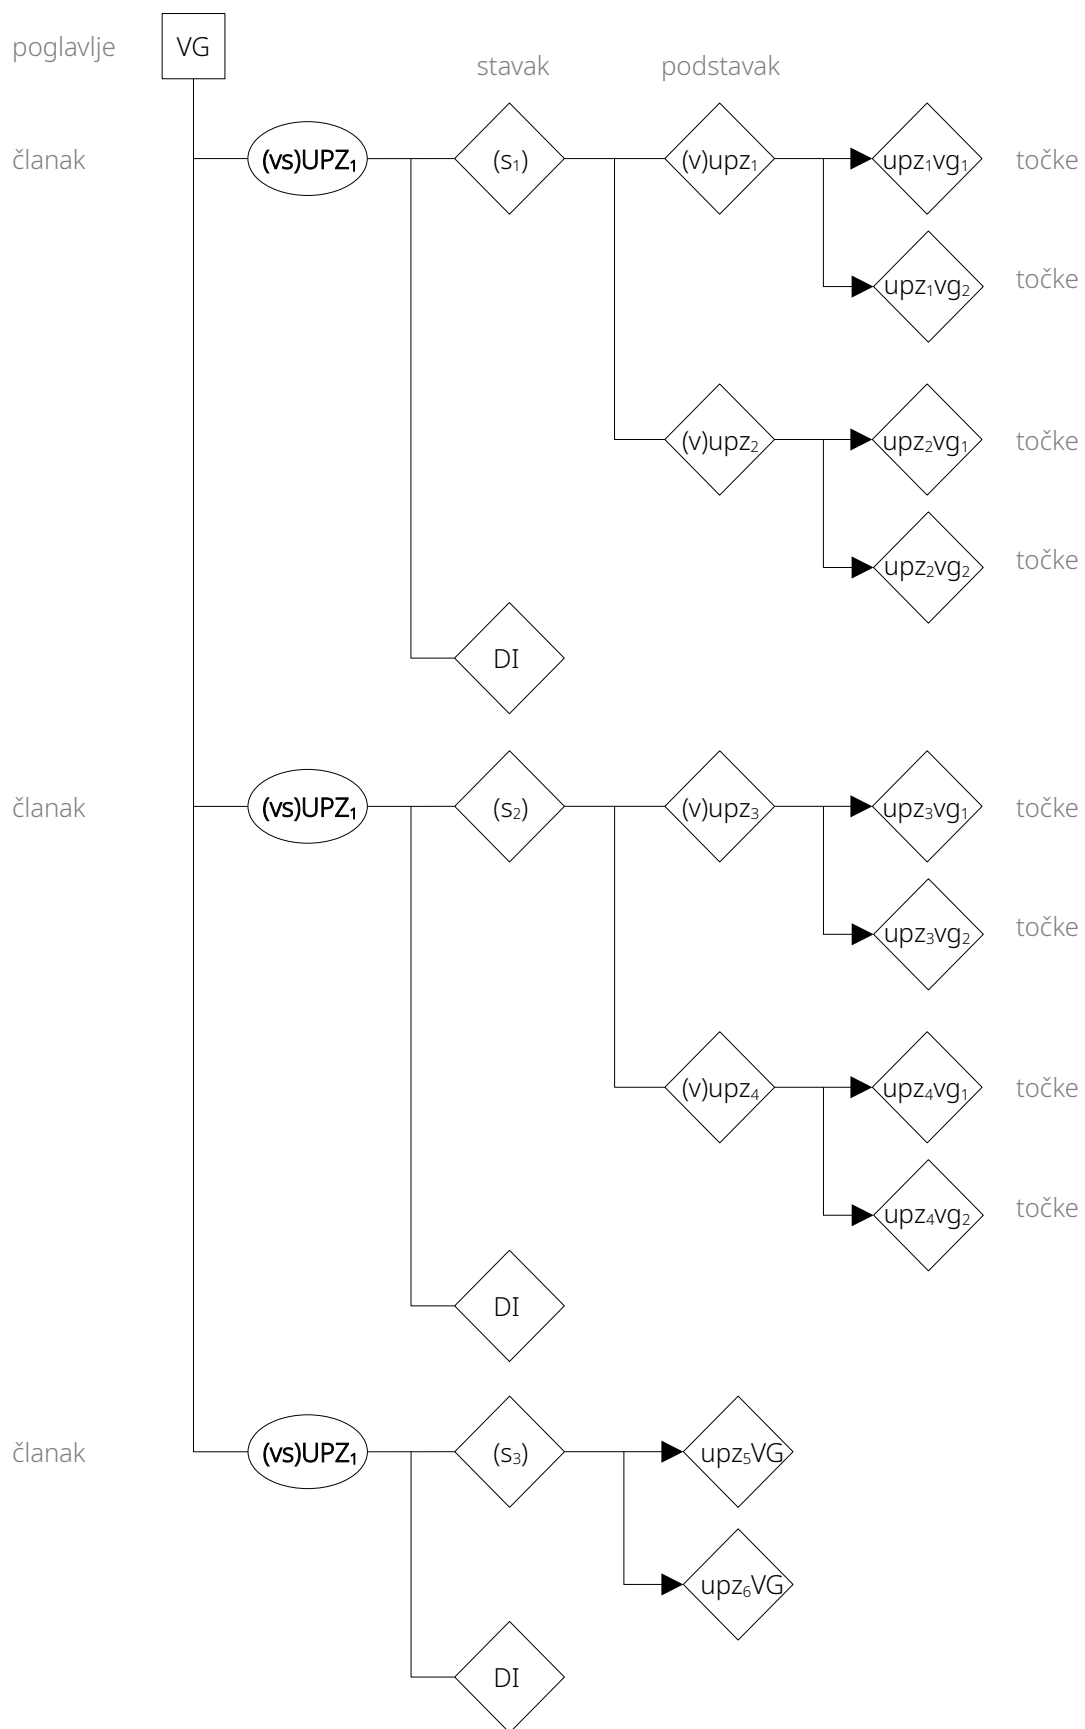 poglavlje VG
stavak podstavak
članak (vs)UPZ₁ (s₁) (v)upz₁ upz₁vg₁ točke
upz₁vg₂ točke
(v)upz₂ upz₂vg₁ točke
upz₂vg₂ točke
DI
članak (vs)UPZ₁ (s₂) (v)upz₃ upz₃vg₁ točke
upz₃vg₂ točke
(v)upz₄ upz₄vg₁ točke
upz₄vg₂ točke
DI
članak (vs)UPZ₁ (s₃) upz₅VG
upz₆VG
DI